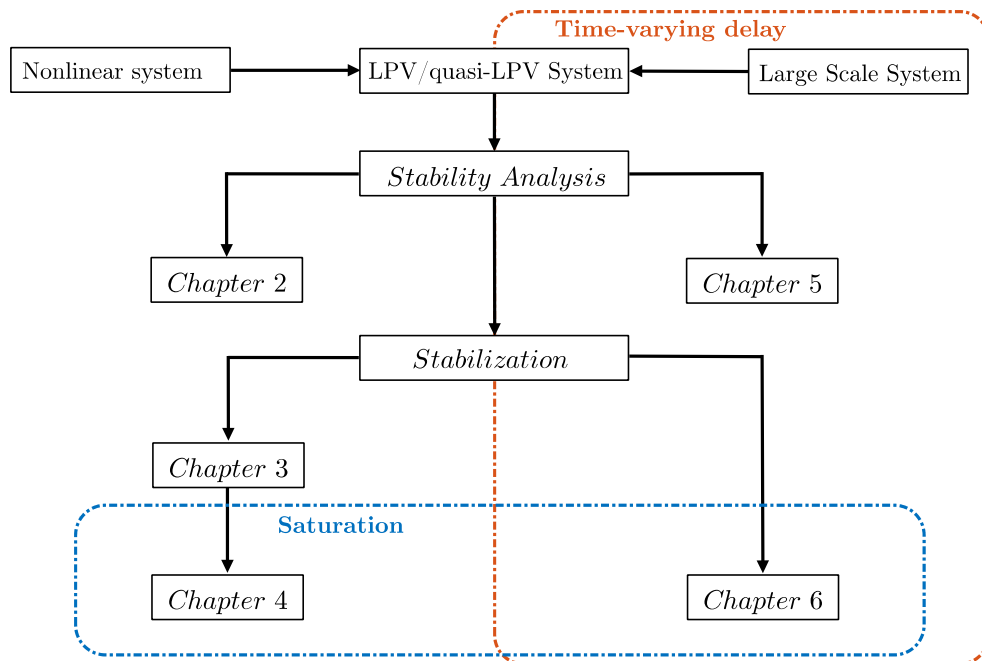 Time-varying delay
Nonlinear system
LPV/quasi-LPV System
Large Scale System
Stability Analysis
Chapter 2
Chapter 5
Stabilization
Chapter 3
Saturation
Chapter 4
Chapter 6